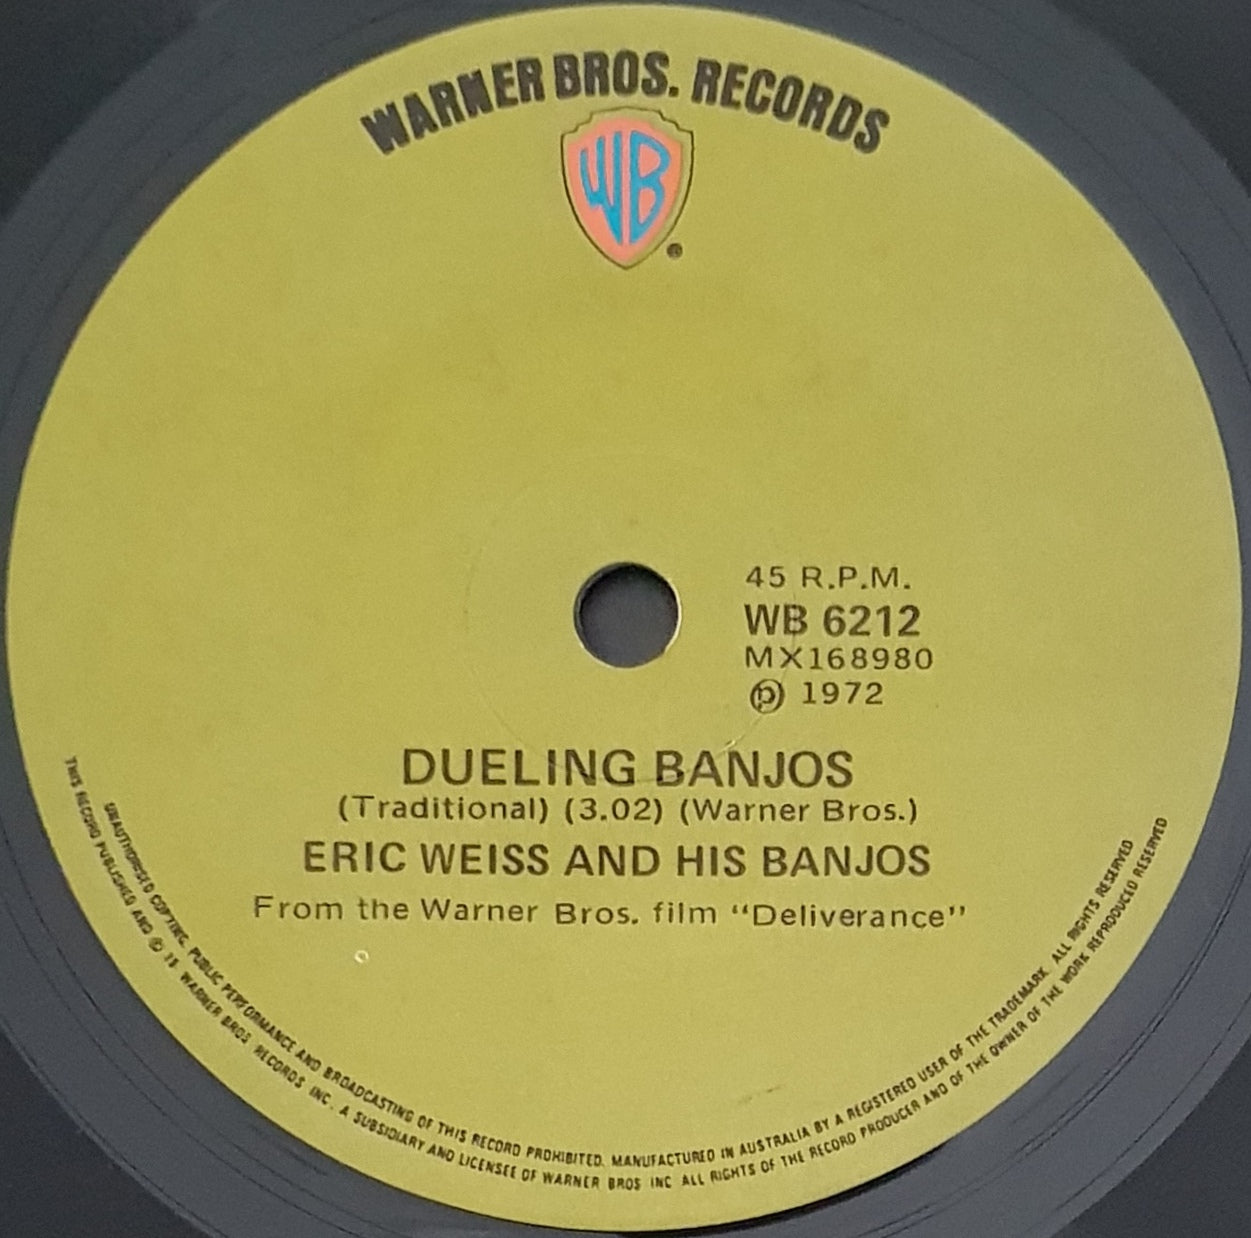 WARNER BROS. RECORDS
WB
45 R.P.M.
WB 6212
MX168980
℗ 1972
DUELING BANJOS
(Traditional) (3.02) (Warner Bros.)
ERIC WEISS AND HIS BANJOS
From the Warner Bros. film “Deliverance”
UNAUTHORISED COPYING, PUBLIC PERFORMANCE AND BROADCASTING OF THIS RECORD PROHIBITED. MANUFACTURED IN AUSTRALIA BY A REGISTERED USER OF THE TRADEMARK. ALL RIGHTS RESERVED
THIS RECORD PUBLISHED AND © 78 WARNER BROS RECORDS INC. A SUBSIDIARY AND LICENSEE OF WARNER BROS INC ALL RIGHTS OF THE RECORD PRODUCER AND OF THE OWNER OF THE WORK REPRODUCED RESERVED